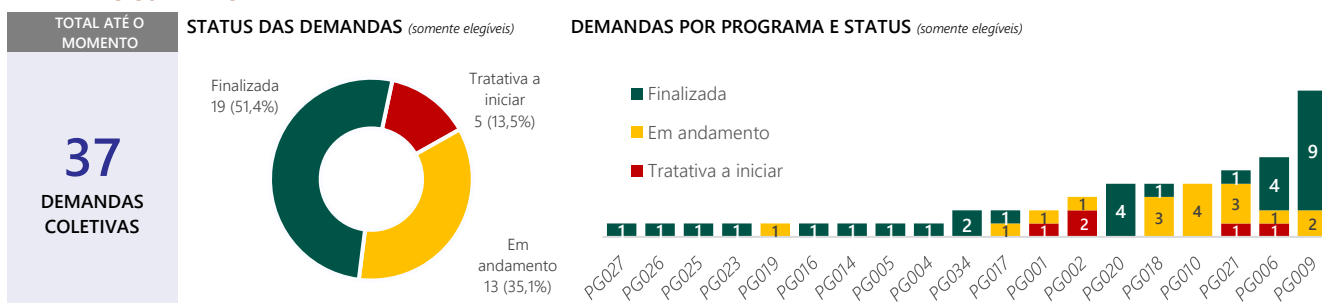 TOTAL ATÉ O
MOMENTO
37
DEMANDAS
COLETIVAS
STATUS DAS DEMANDAS (somente elegíveis)
Finalizada
19 (51,4%)
Tratativa a
iniciar
5 (13,5%)
Em
andamento
13 (35,1%)
DEMANDAS POR PROGRAMA E STATUS (somente elegíveis)
Finalizada
Em andamento
Tratativa a iniciar
1 1 1 1 1 1 1 1 1 2
1 1
1 1
1 2
4
1 3
4
1 3 1
4 1 1
9 2
PG027 PG026 PG025 PG023 PG019 PG016 PG014 PG005 PG004 PG034 PG017 PG001 PG002 PG020 PG018 PG010 PG021 PG006 PG009